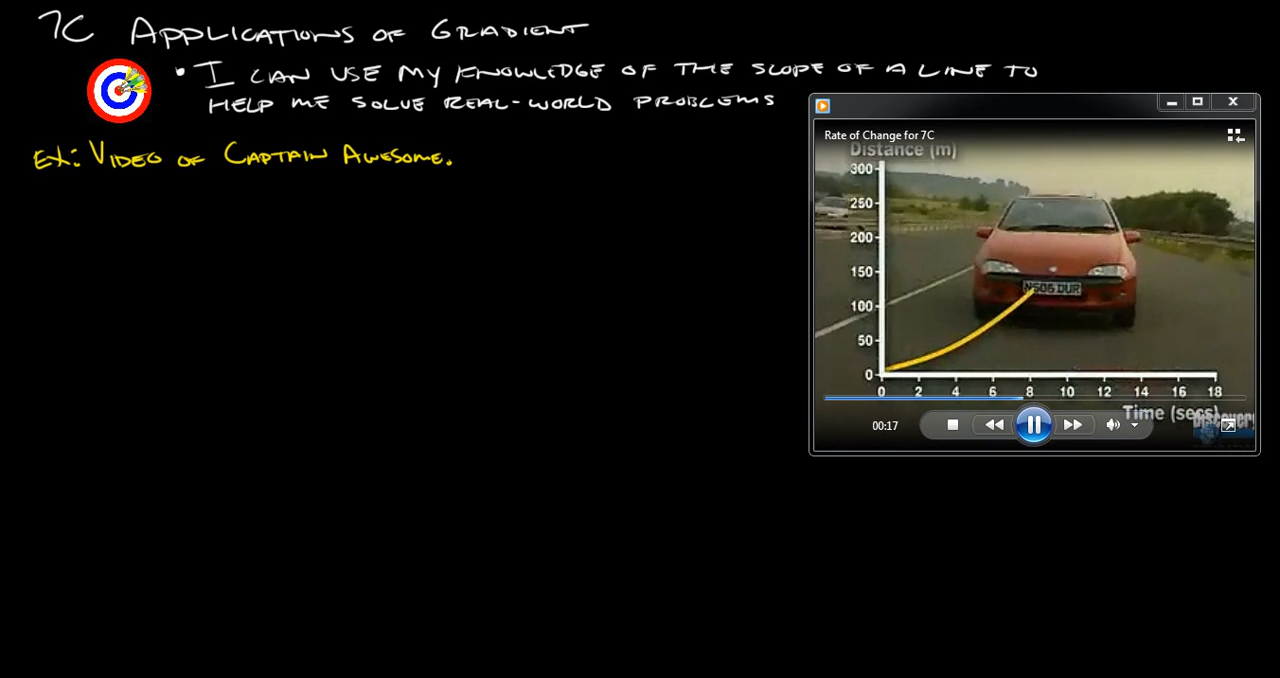 7C APPLICATIONS OF GRADIENT
• I CAN USE MY KNOWLEDGE OF THE SLOPE OF A LINE TO
HELP ME SOLVE REAL-WORLD PROBLEMS
EX: VIDEO OF CAPTAIN AWESOME.
Rate of Change for 7C
Distance (m)
300
250
200
150
100
50
0
N506 DUR
0 2 4 6 8 10 12 14 16 18
Time (secs)
Discovery
00:17